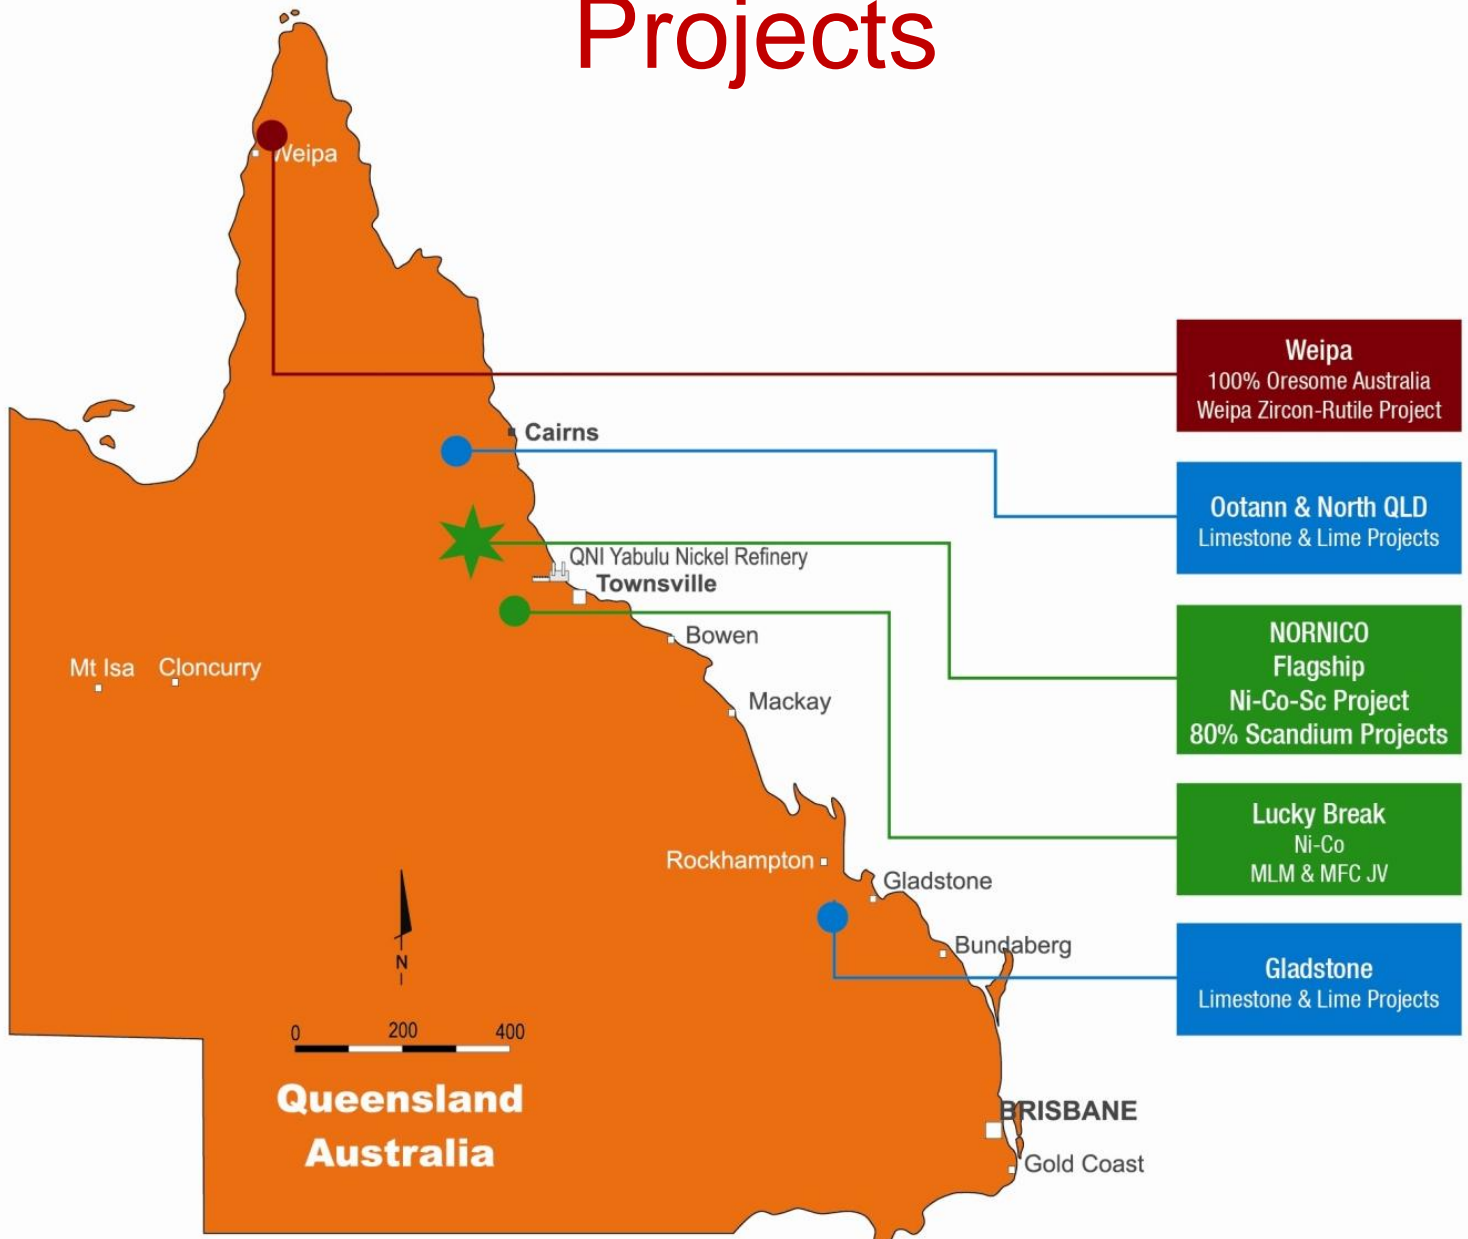 Projects
Weipa
Weipa
100% Oresome Australia
Weipa Zircon-Rutile Project
Cairns
Ootann & North QLD
Limestone & Lime Projects
QNI Yabulu Nickel Refinery
Townsville
Bowen
NORNICO
Flagship
Ni-Co-Sc Project
80% Scandium Projects
Mt Isa
Cloncurry
Mackay
Lucky Break
Ni-Co
MLM & MFC JV
Rockhampton
Gladstone
Bundaberg
Gladstone
Limestone & Lime Projects
N
0 200 400
Queensland
Australia
BRISBANE
Gold Coast